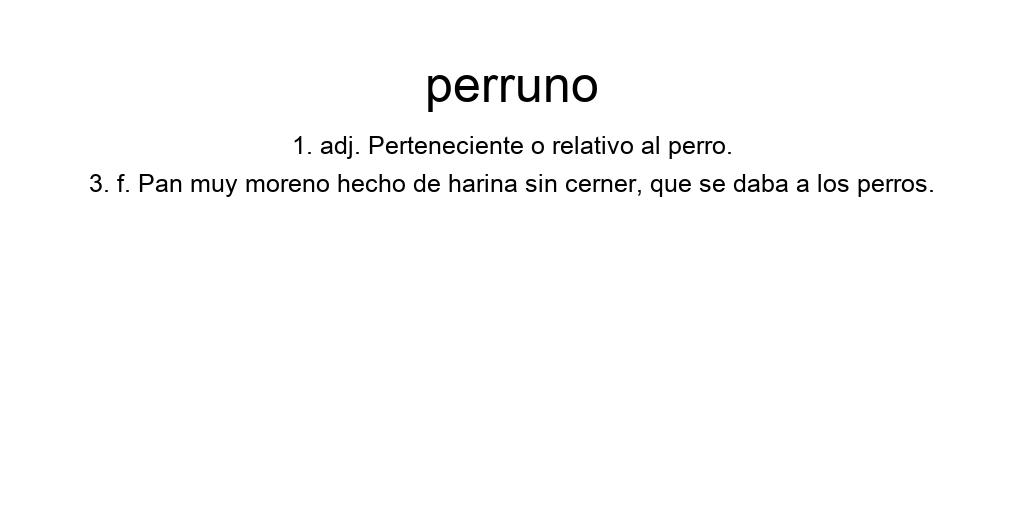 perruno
1. adj. Perteneciente o relativo al perro.
3. f. Pan muy moreno hecho de harina sin cerner, que se daba a los perros.